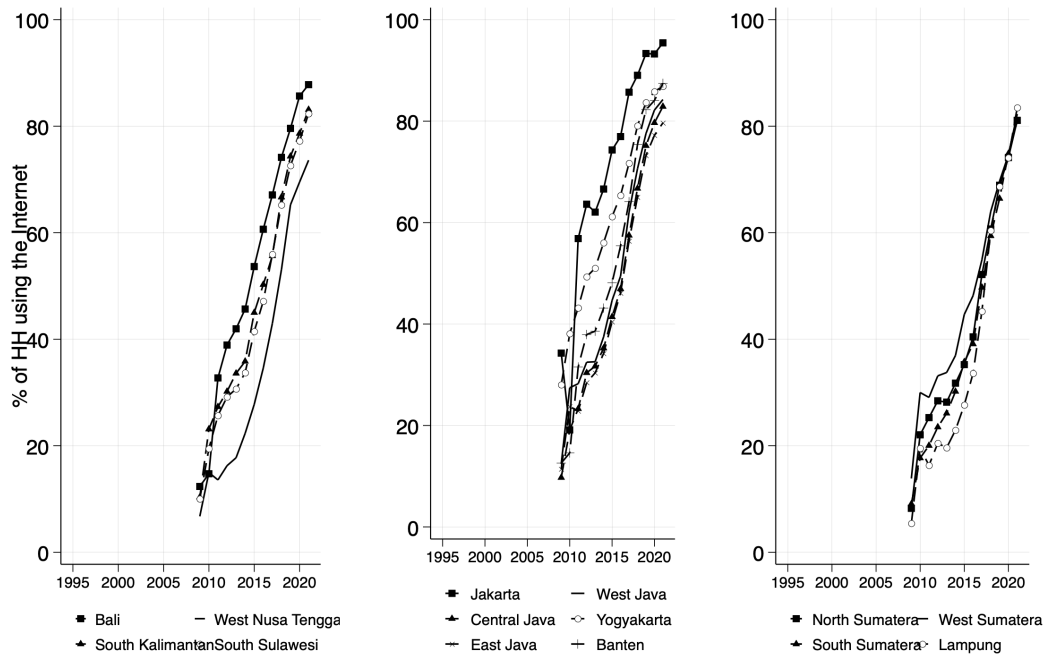 % of HH using the Internet
100
80
60
40
20
0
1995 2000 2005 2010 2015 2020
Bali West Nusa Tengga
South Kalimantan South Sulawesi
100
80
60
40
20
0
1995 2000 2005 2010 2015 2020
Jakarta West Java
Central Java Yogyakarta
East Java Banten
100
80
60
40
20
0
1995 2000 2005 2010 2015 2020
North Sumatera West Sumatera
South Sumatera Lampung